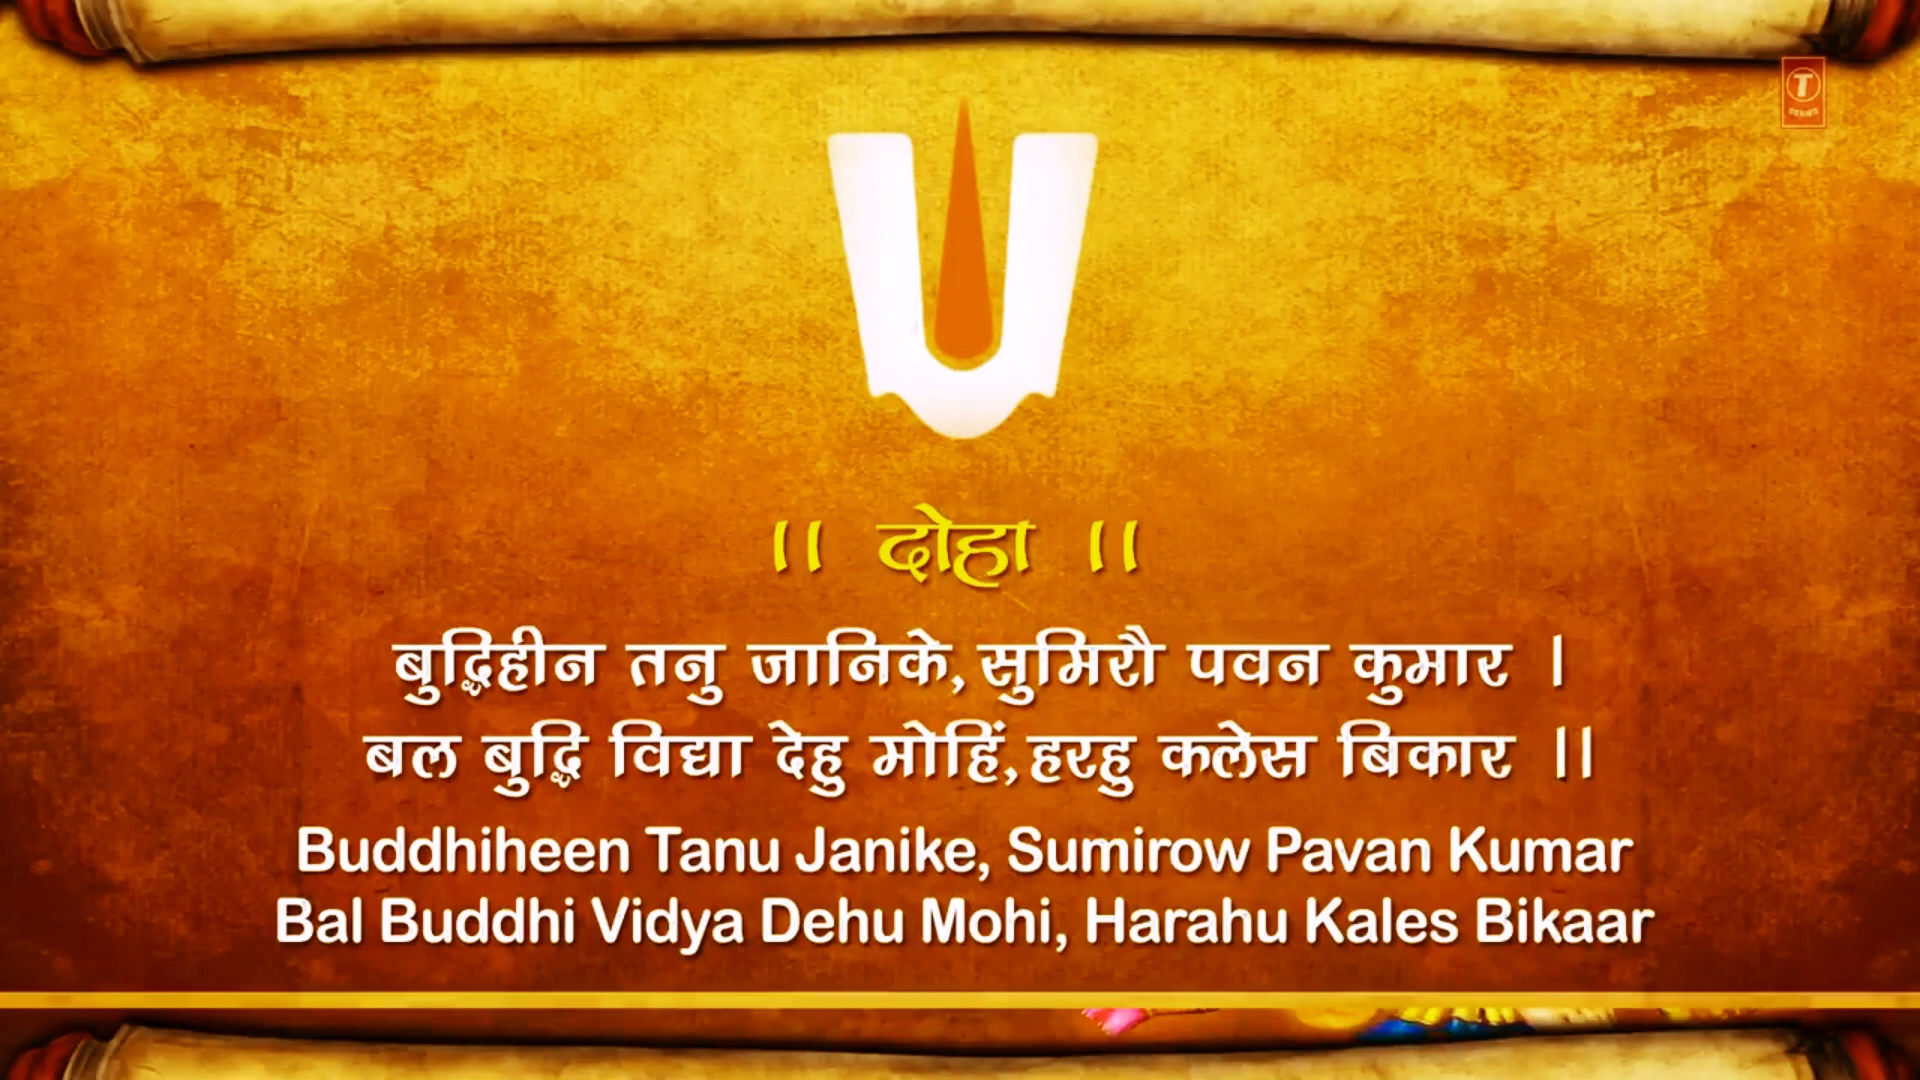 T
SERIES
।। दोहा ।।
बुद्धिहीन तनु जानिके, सुमिरौ पवन कुमार ।
बल बुद्धि विद्या देहु मोहिं, हरहु कलेस बिकार ।।
Buddhiheen Tanu Janike, Sumirow Pavan Kumar
Bal Buddhi Vidya Dehu Mohi, Harahu Kales Bikaar